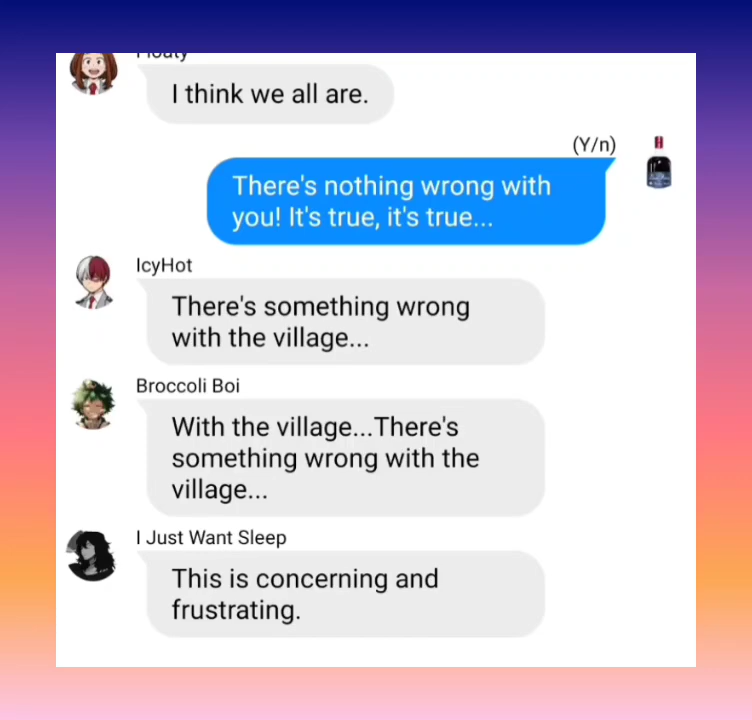 Floaty
I think we all are.
(Y/n)
There's nothing wrong with
you! It's true, it's true...
IcyHot
There's something wrong
with the village...
Broccoli Boi
With the village...There's
something wrong with the
village...
I Just Want Sleep
This is concerning and
frustrating.